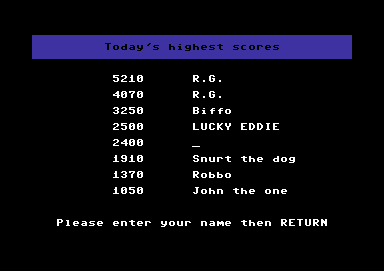 Today's highest scores
5210 R.G.
4070 R.G.
3250 Biffo
2500 LUCKY EDDIE
2400 _
1910 Snurt the dog
1370 Robbo
1050 John the one
Please enter your name then RETURN